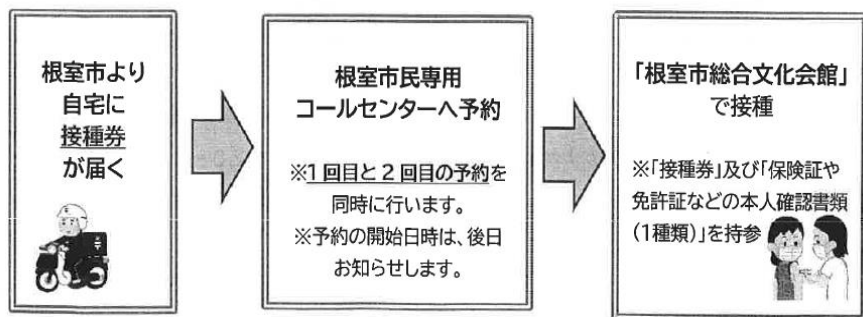 根室市より
自宅に
接種券
が届く
根室市民専用
コールセンターへ予約
※1回目と2回目の予約を
同時に行います。
※予約の開始日時は、後日
お知らせします。
「根室市総合文化会館」
で接種
※「接種券」及び「保険証や
免許証などの本人確認書類
(1種類)」を持参